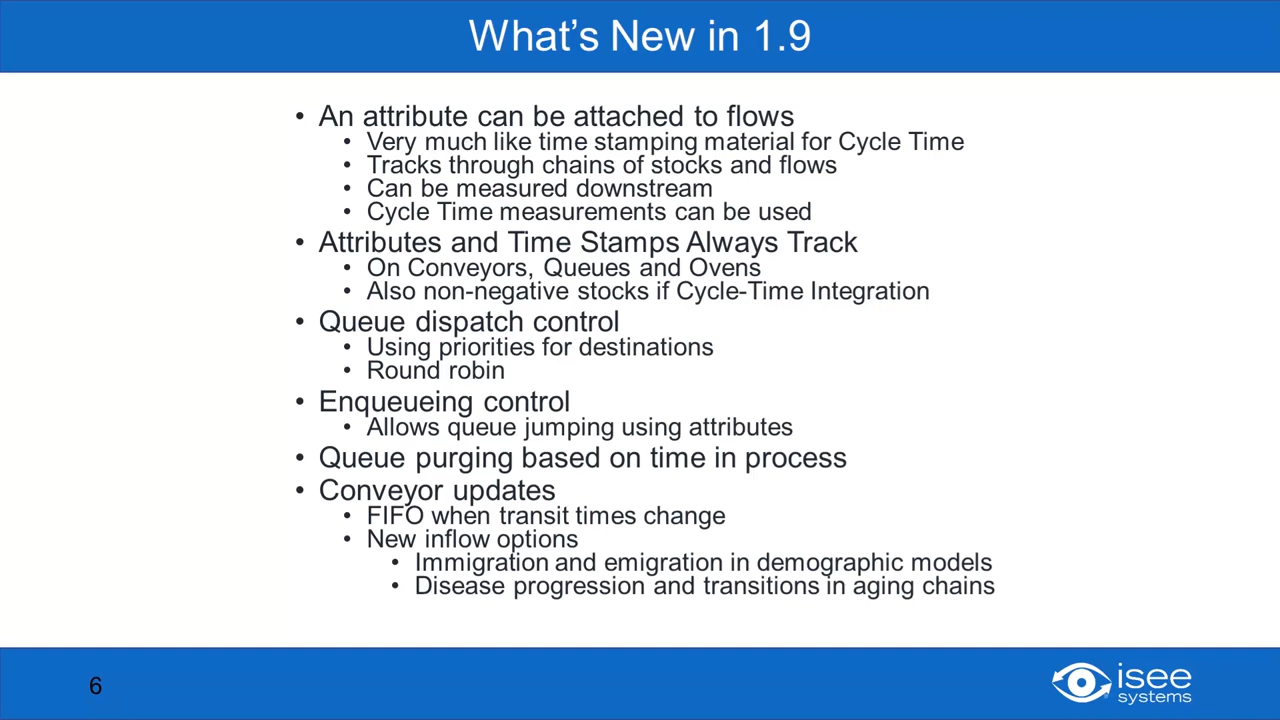 What's New in 1.9
• An attribute can be attached to flows
• Very much like time stamping material for Cycle Time
• Tracks through chains of stocks and flows
• Can be measured downstream
• Cycle Time measurements can be used
• Attributes and Time Stamps Always Track
• On Conveyors, Queues and Ovens
• Also non-negative stocks if Cycle-Time Integration
• Queue dispatch control
• Using priorities for destinations
• Round robin
• Enqueueing control
• Allows queue jumping using attributes
• Queue purging based on time in process
• Conveyor updates
• FIFO when transit times change
• New inflow options
• Immigration and emigration in demographic models
• Disease progression and transitions in aging chains
6
isee
systems